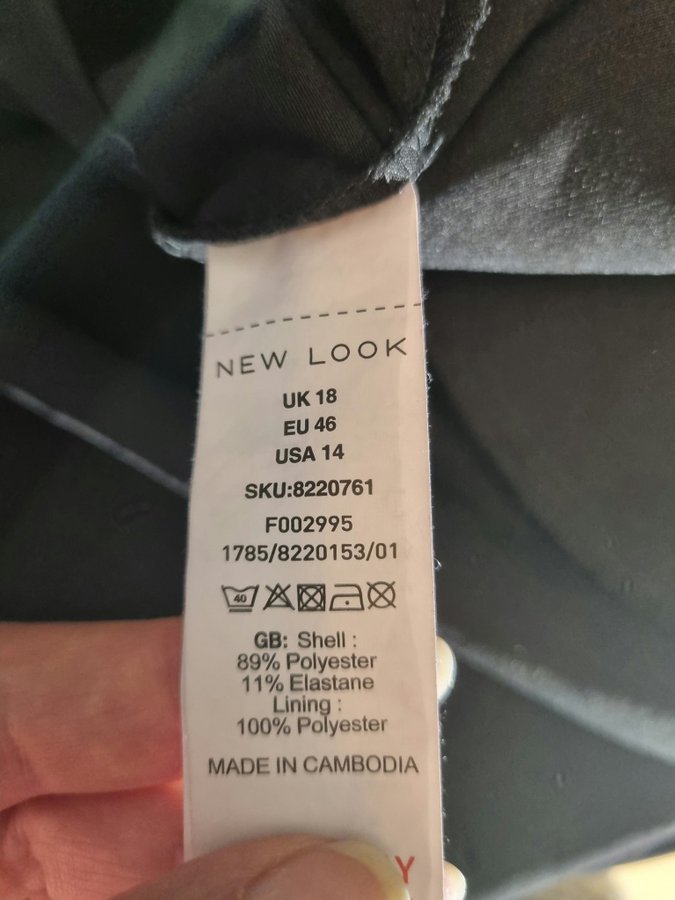 NEW LOOK
UK 18
EU 46
USA 14
SKU:8220761
F002995
1785/8220153/01
40
GB: Shell :
89% Polyester
11% Elastane
Lining :
100% Polyester
MADE IN CAMBODIA
Y